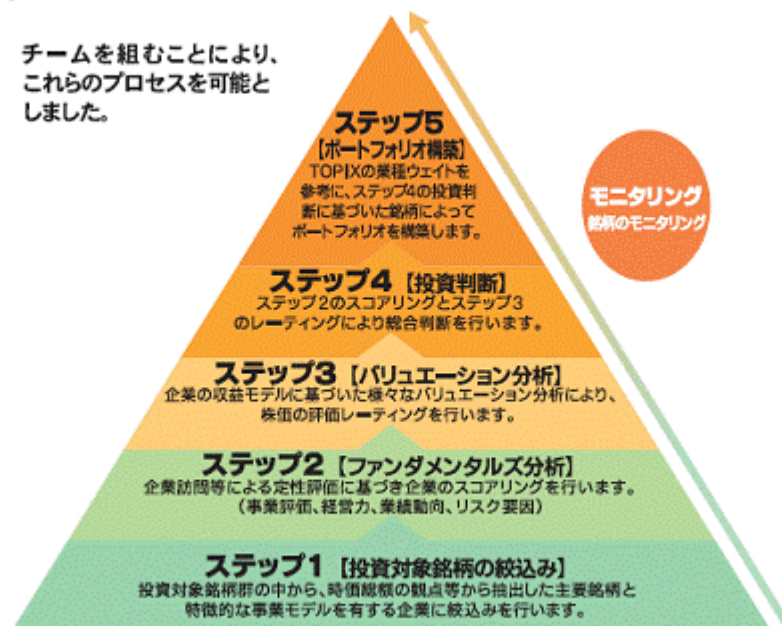 チームを組むことにより、
これらのプロセスを可能と
しました。
ステップ5
【ポートフォリオ構築】
TOPIXの業種ウェイトを
参考に、ステップ4の投資判
断に基づいた銘柄によって
ポートフォリオを構築します。
モニタリング
銘柄のモニタリング
ステップ4【投資判断】
ステップ2のスコアリングとステップ3
のレーティングにより総合判断を行います。
ステップ3【バリュエーション分析】
企業の収益モデルに基づいた様々なバリュエーション分析により、
株価の評価レーティングを行います。
ステップ2【ファンダメンタルズ分析】
企業訪問等による定性評価に基づき企業のスコアリングを行います。
（事業評価、経営力、業績動向、リスク要因）
ステップ1【投資対象銘柄の絞込み】
投資対象銘柄群の中から、時価総額の観点等から抽出した主要銘柄と
特徴的な事業モデルを有する企業に絞込みを行います。